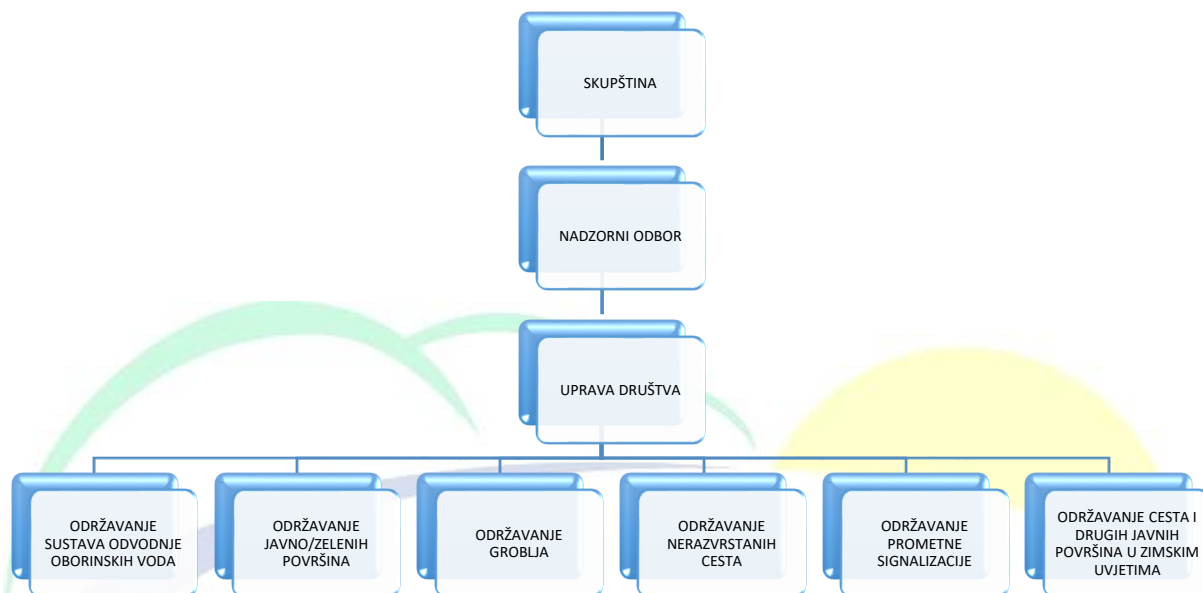 SKUPŠTINA
NADZORNI ODBOR
UPRAVA DRUŠTVA
ODRŽAVANJE
SUSTAVA ODVODNJE
OBORINSKIH VODA
ODRŽAVANJE
JAVNO/ZELENIH
POVRŠINA
ODRŽAVANJE
GROBLJA
ODRŽAVANJE
NERAZVRSTANIH
CESTA
ODRŽAVANJE
PROMETNE
SIGNALIZACIJE
ODRŽAVANJE CESTA I
DRUGIH JAVNIH
POVRŠINA U ZIMSKIM
UVJETIMA